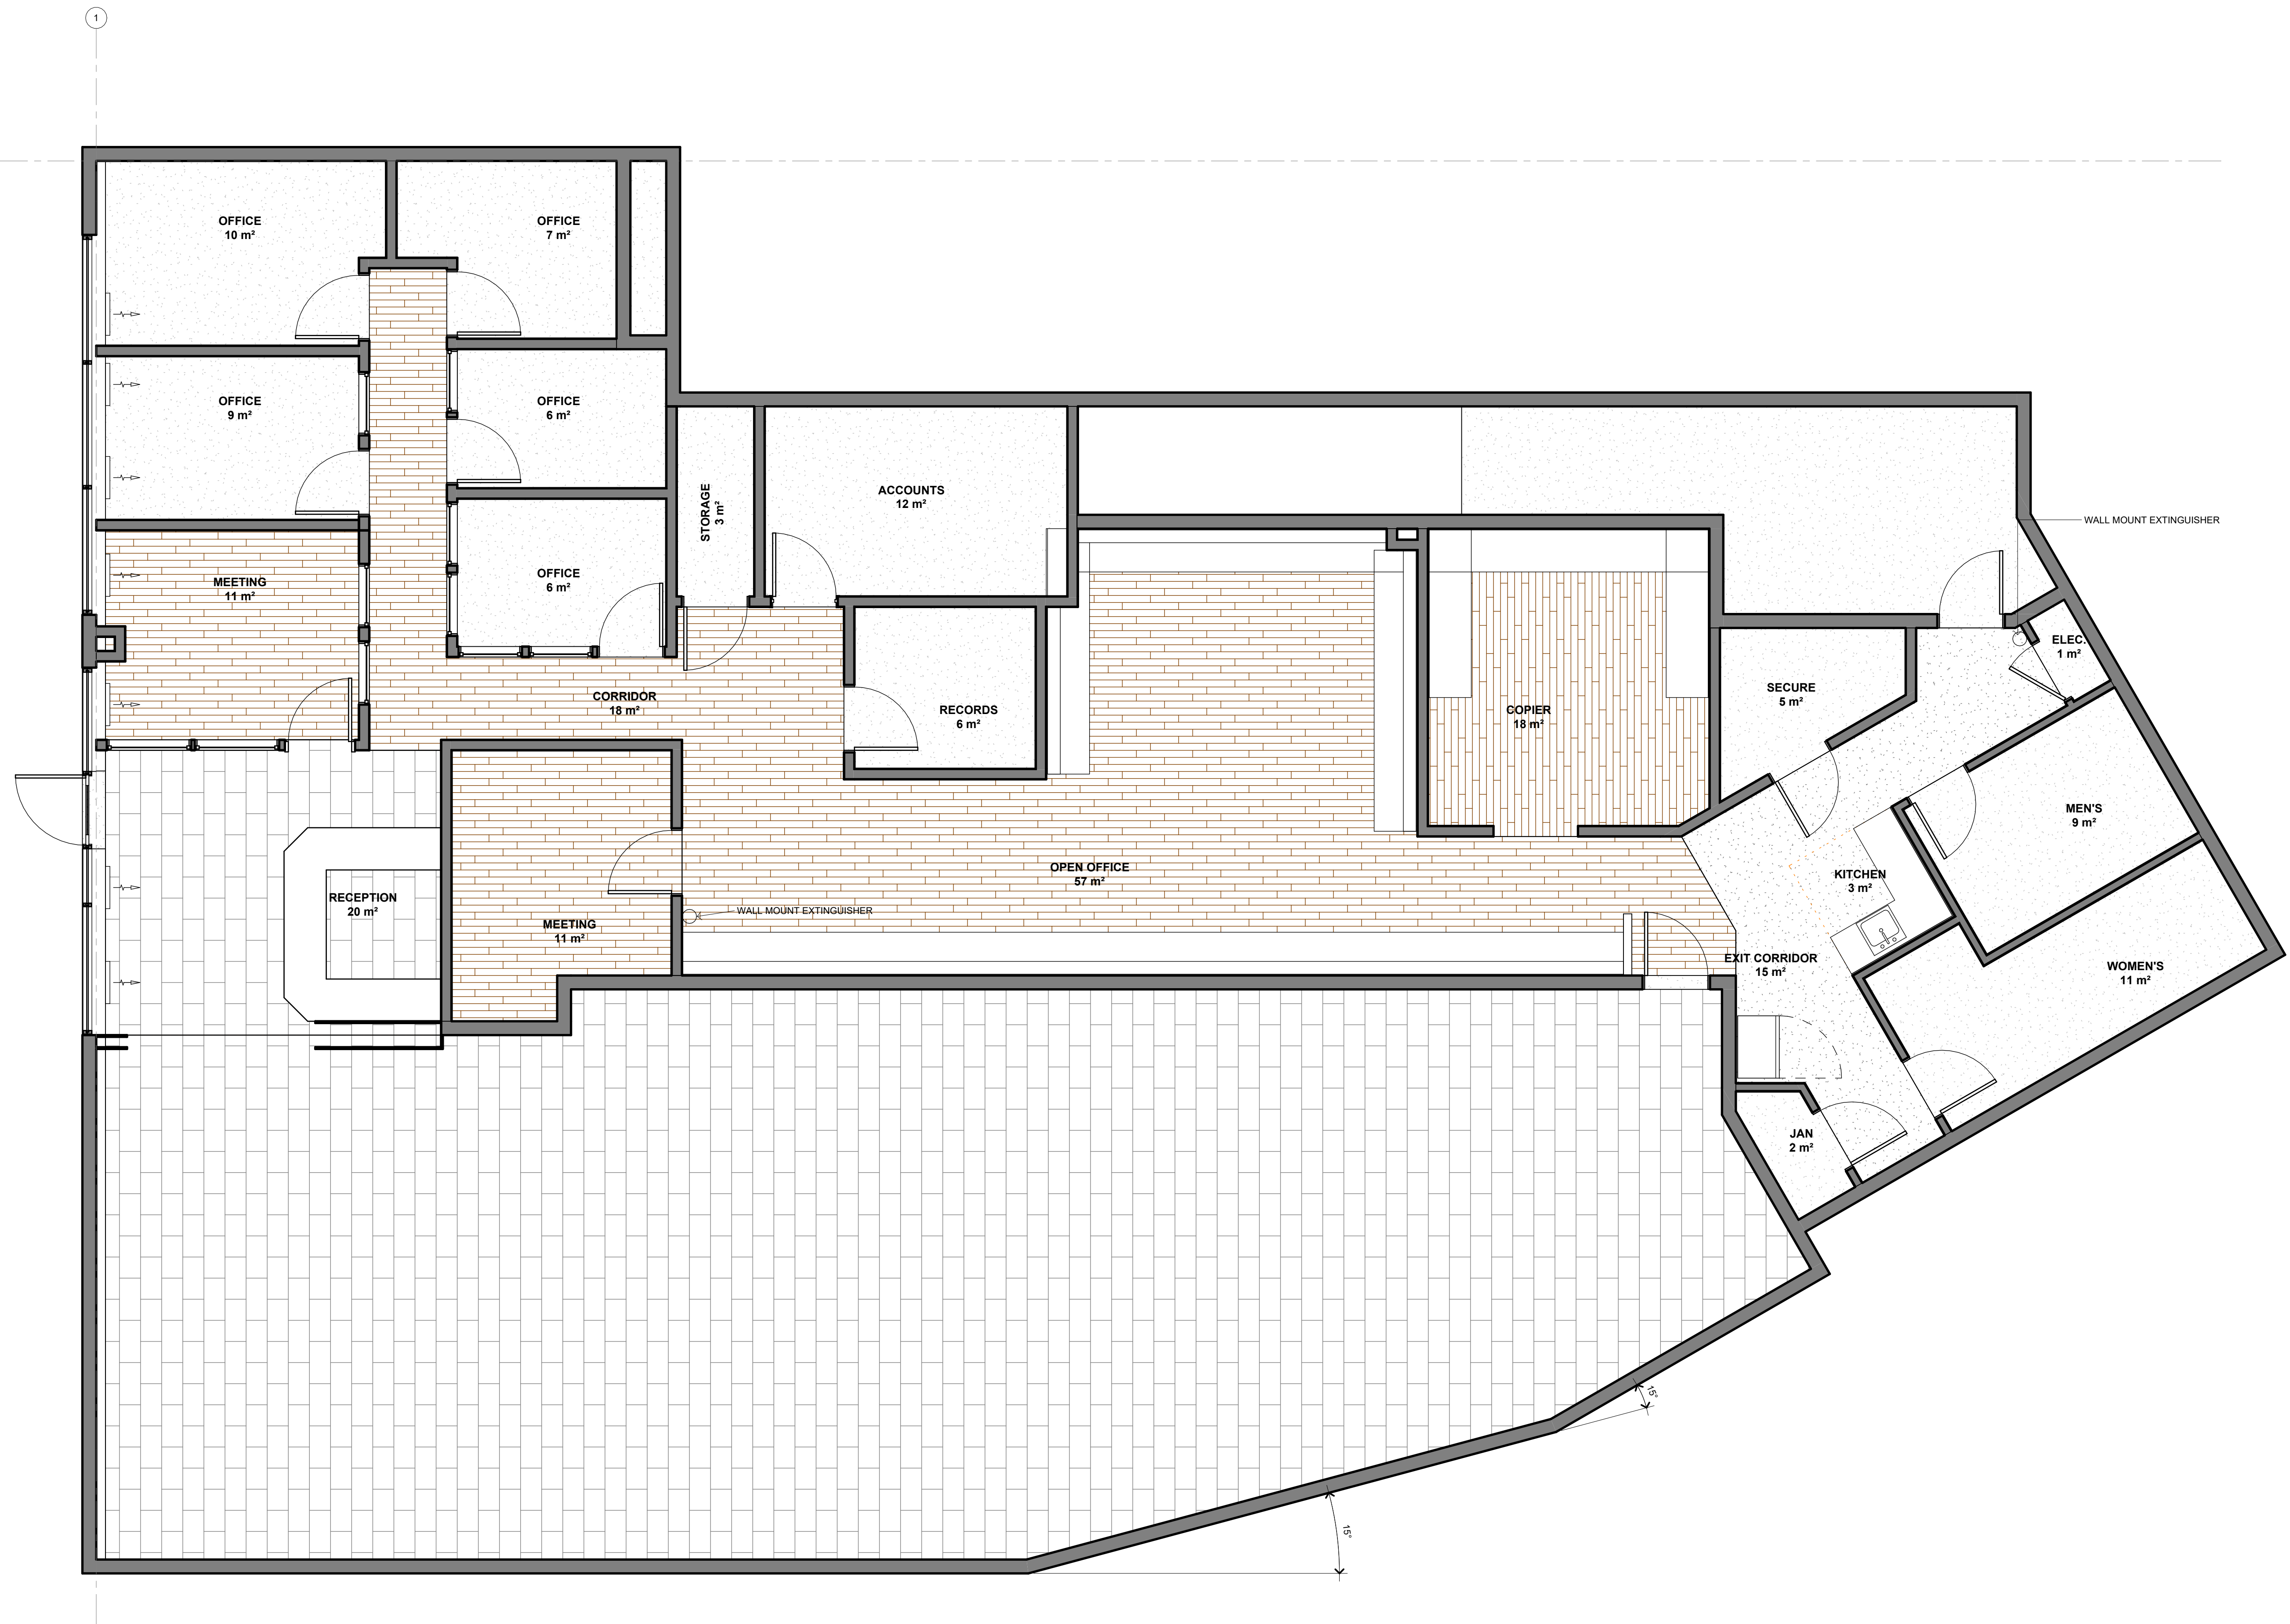 1
OFFICE
10 m²
OFFICE
7 m²
OFFICE
9 m²
OFFICE
6 m²
STORAGE
3 m²
ACCOUNTS
12 m²
WALL MOUNT EXTINGUISHER
MEETING
11 m²
OFFICE
6 m²
ELEC.
1 m²
CORRIDOR
18 m²
RECORDS
6 m²
COPIER
18 m²
SECURE
5 m²
MEN'S
9 m²
RECEPTION
20 m²
OPEN OFFICE
57 m²
KITCHEN
3 m²
WALL MOUNT EXTINGUISHER
MEETING
11 m²
EXIT CORRIDOR
15 m²
WOMEN'S
11 m²
JAN
2 m²
15°
15°